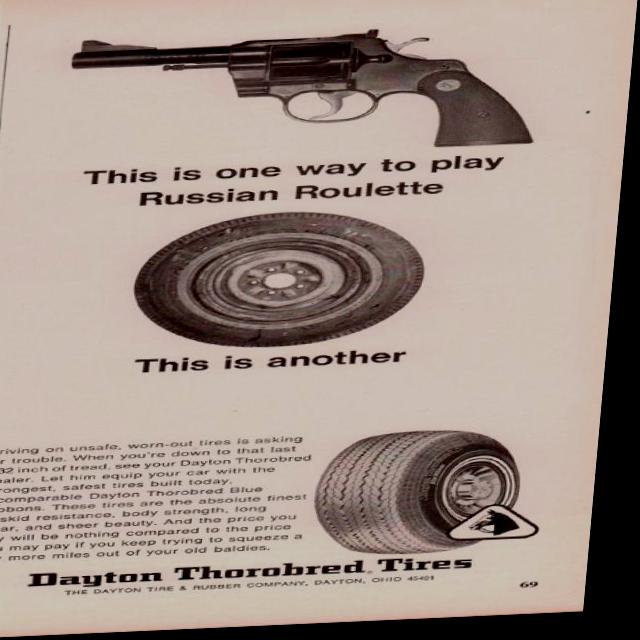 This is one way to play
Russian Roulette
This is another
riving on unsafe, worn-out tires is asking
r trouble. When you're down to that last
32 inch of tread, see your Dayton Thorobred
ealer. Let him equip your car with the
rongest, safest tires built today,
comparable Dayton Thorobred Blue
bbons. These tires are the absolute finest
skid resistance, body strength, long
ar, and sheer beauty. And the price you
y will be nothing compared to the price
u may pay if you keep trying to squeeze a
more miles out of your old baldies.
Dayton Thorobred® Tires
THE DAYTON TIRE & RUBBER COMPANY, DAYTON, OHIO 45401
69